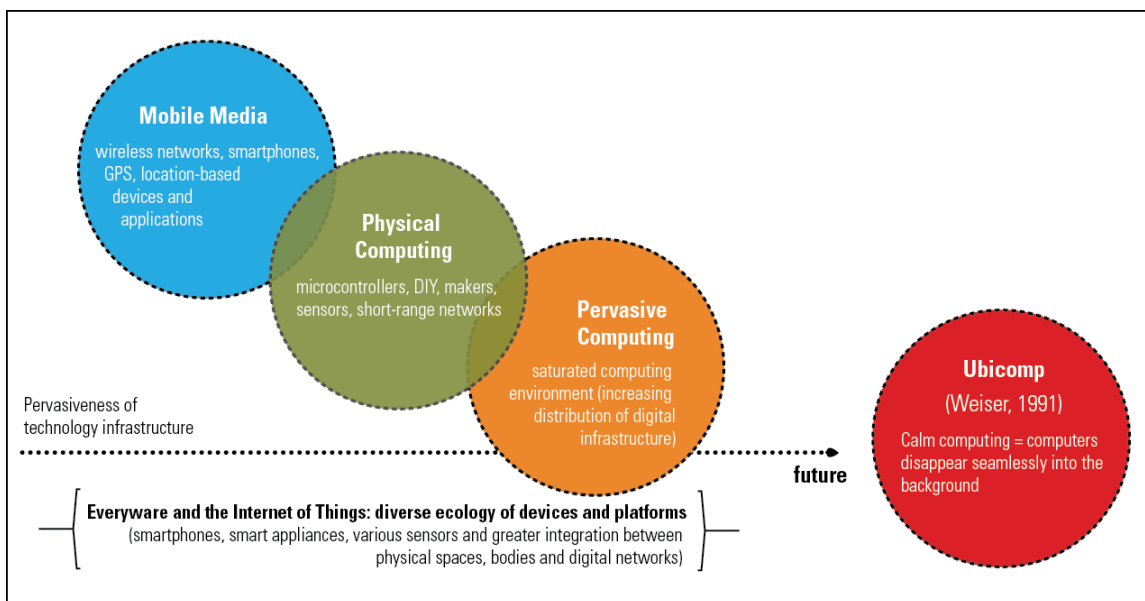 Mobile Media
wireless networks, smartphones,
GPS, location-based
devices and
applications
Physical
Computing
microcontrollers, DIY, makers,
sensors, short-range networks
Pervasive
Computing
saturated computing
environment (increasing
distribution of digital
infrastructure)
Ubicomp
(Weiser, 1991)
Calm computing = computers
disappear seamlessly into the
background
Pervasiveness of
technology infrastructure
future
Everyware and the Internet of Things: diverse ecology of devices and platforms
(smartphones, smart appliances, various sensors and greater integration between
physical spaces, bodies and digital networks)